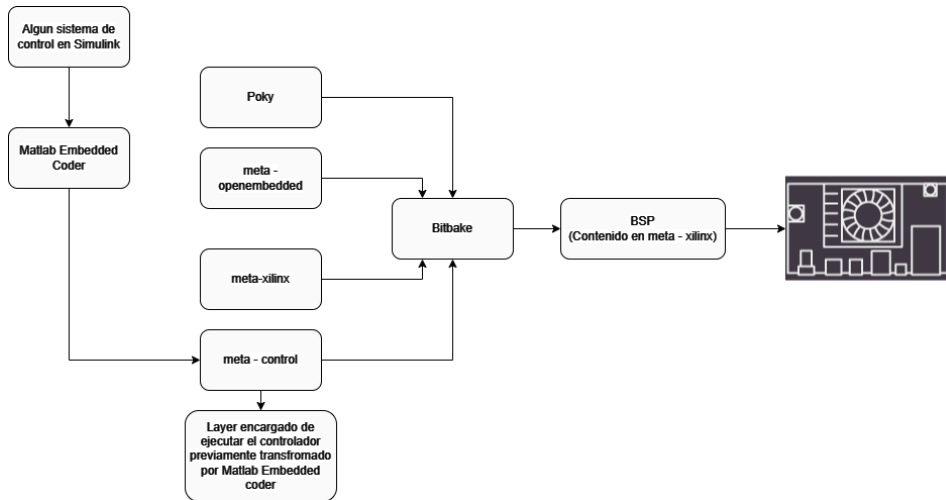 Algun sistema de
control en Simulink
Poky
Matlab Embedded
Coder
meta -
openembedded
Bitbake
BSP
(Contenido en meta - xilinx)
meta-xilinx
meta - control
Layer encargado de
ejecutar el controlador
previamente transfromado
por Matlab Embedded
coder